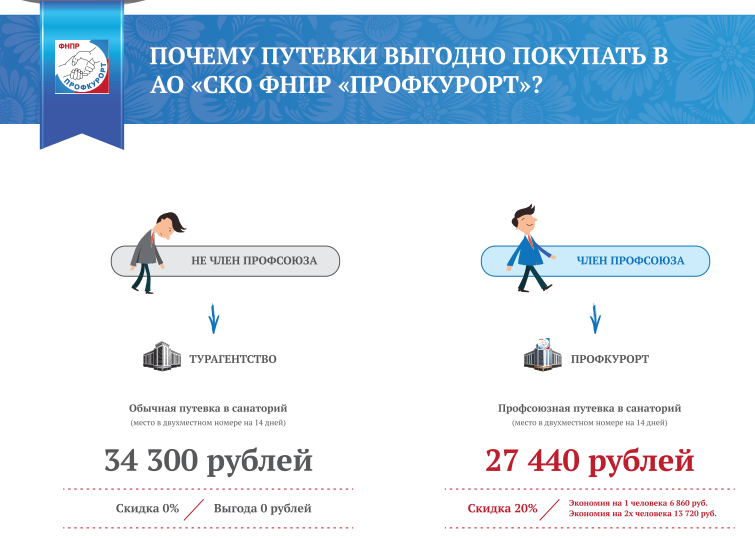 ФНПР
ПРОФКУРОРТ
ПОЧЕМУ ПУТЕВКИ ВЫГОДНО ПОКУПАТЬ В
АО «СКО ФНПР «ПРОФКУРОРТ»?
НЕ ЧЛЕН ПРОФСОЮЗА
ТУРАГЕНТСТВО
Обычная путевка в санаторий
(место в двухместном номере на 14 дней)
34 300 рублей
Скидка 0% / Выгода 0 рублей
ЧЛЕН ПРОФСОЮЗА
ПРОФКУРОРТ
Профсоюзная путевка в санаторий
(место в двухместном номере на 14 дней)
27 440 рублей
Скидка 20%
Экономия на 1 человека 6 860 руб.
Экономия на 2х человека 13 720 руб.